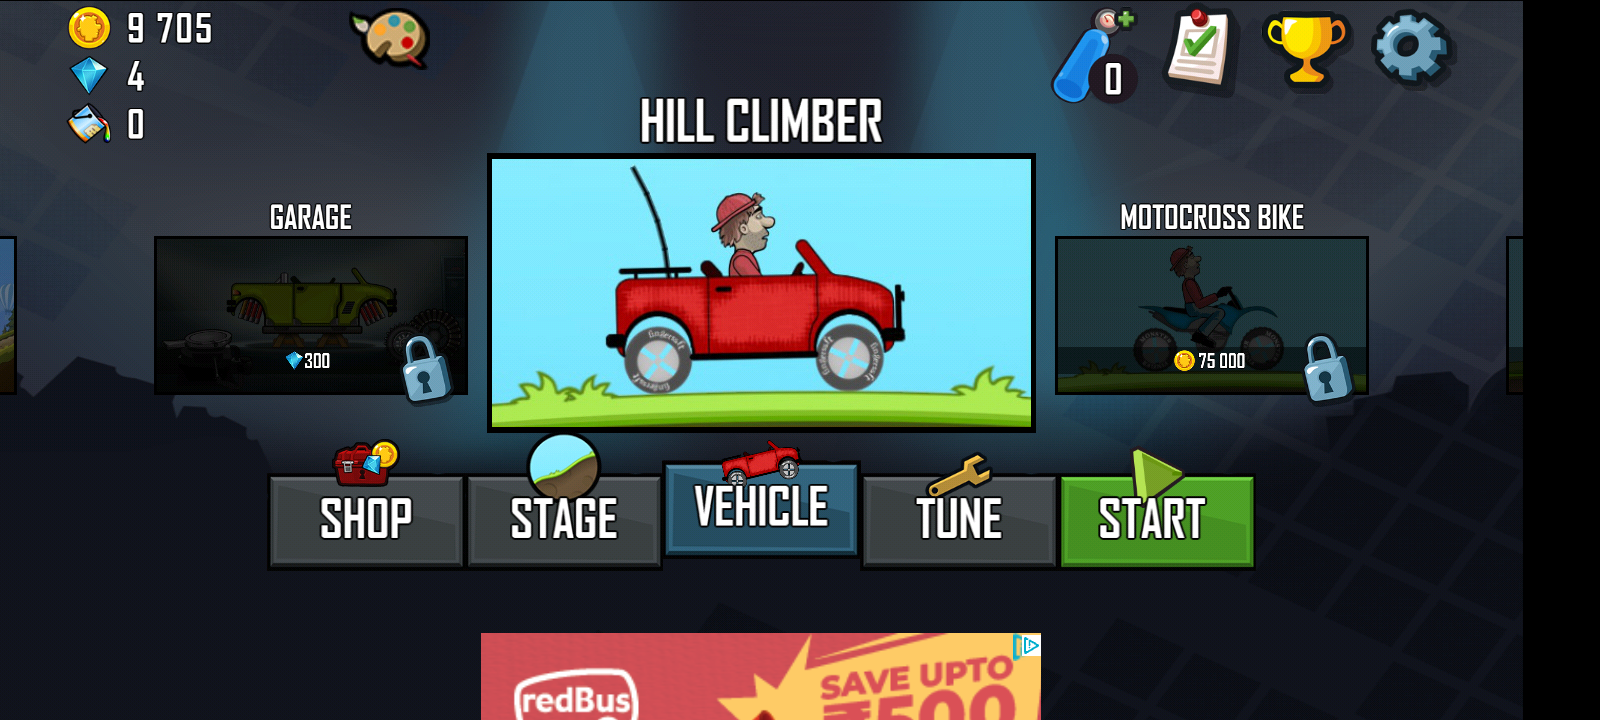 9 705
4
0
0
HILL CLIMBER
GARAGE
MOTOCROSS BIKE
300
75 000
SHOP
STAGE
VEHICLE
TUNE
START
redBus
SAVE UPTO
₹500